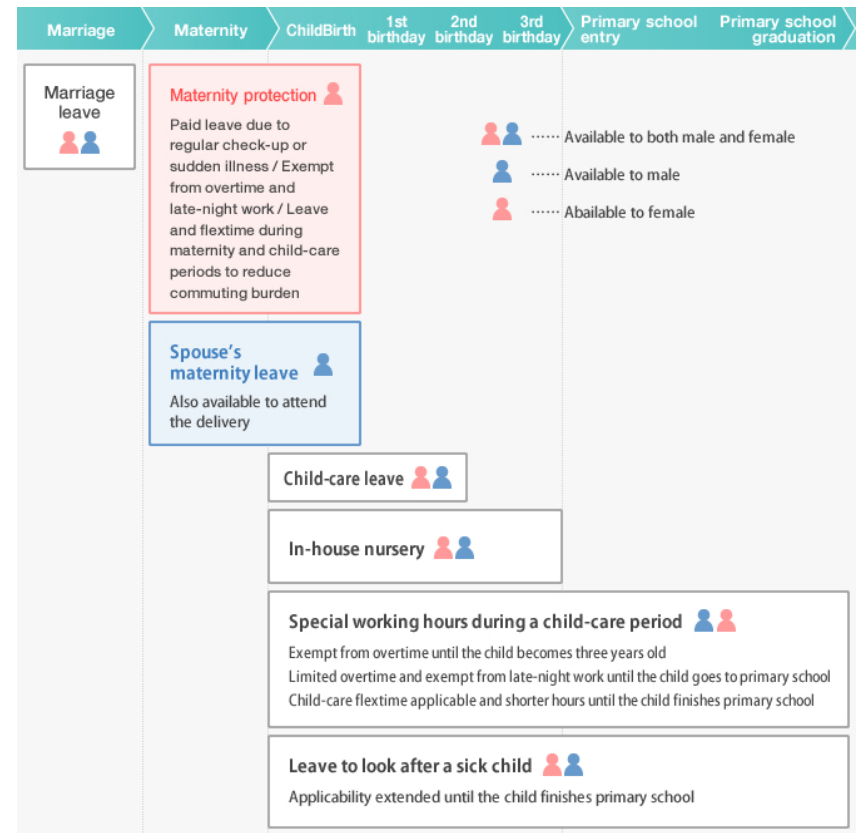 Marriage
Maternity
ChildBirth
1st
birthday
2nd
birthday
3rd
birthday
Primary school
entry
Primary school
graduation
Marriage
leave
Maternity protection
Paid leave due to
regular check-up or
sudden illness / Exempt
from overtime and
late-night work / Leave
and flextime during
maternity and child-care
periods to reduce
commuting burden
Available to both male and female
Available to male
Abailable to female
Spouse's
maternity leave
Also available to attend
the delivery
Child-care leave
In-house nursery
Special working hours during a child-care period
Exempt from overtime until the child becomes three years old
Limited overtime and exempt from late-night work until the child goes to primary school
Child-care flextime applicable and shorter hours until the child finishes primary school
Leave to look after a sick child
Applicability extended until the child finishes primary school